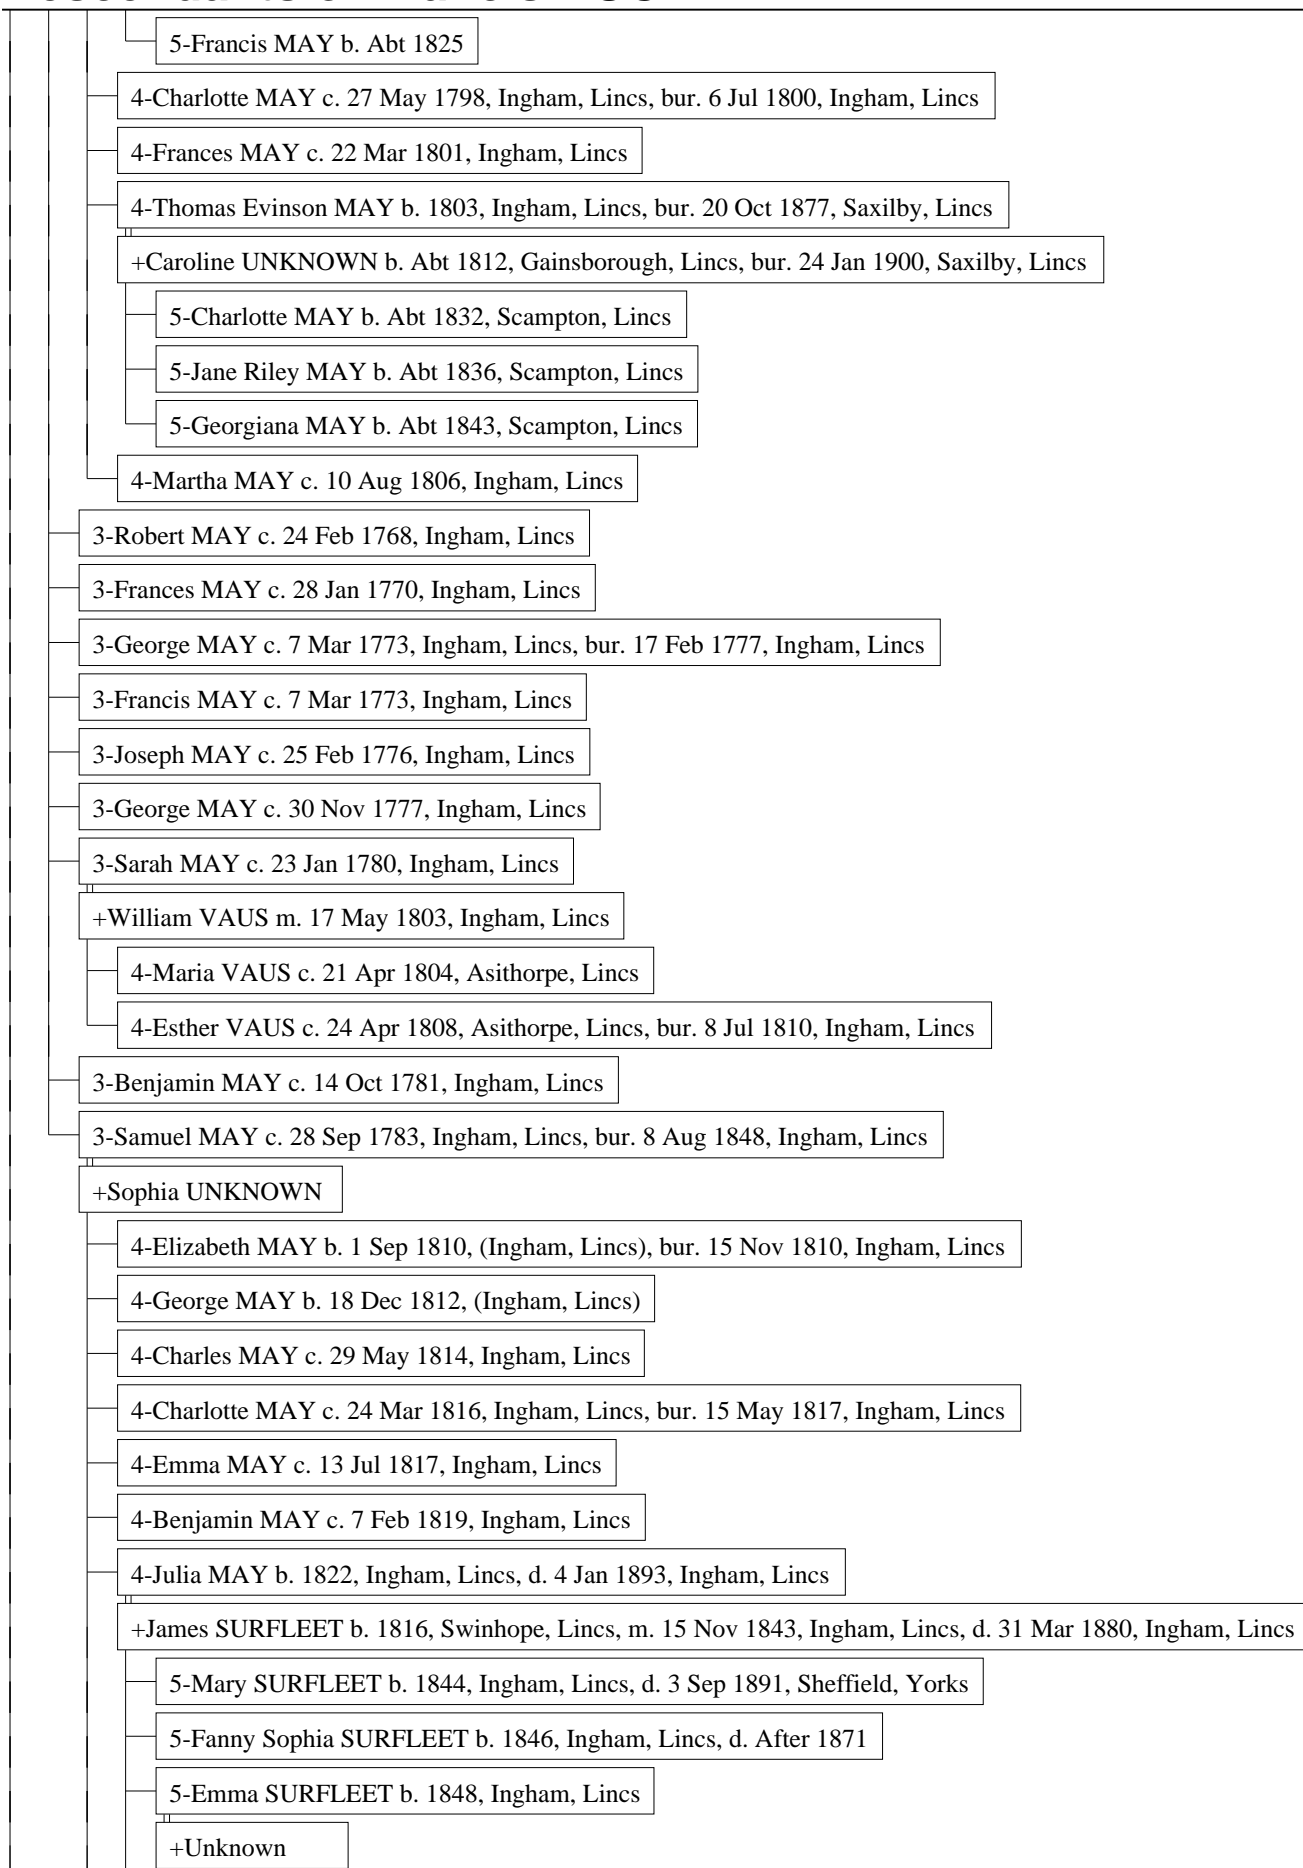 5-Francis MAY b. Abt 1825
4-Charlotte MAY c. 27 May 1798, Ingham, Lincs, bur. 6 Jul 1800, Ingham, Lincs
4-Frances MAY c. 22 Mar 1801, Ingham, Lincs
4-Thomas Evinson MAY b. 1803, Ingham, Lincs, bur. 20 Oct 1877, Saxilby, Lincs
+Caroline UNKNOWN b. Abt 1812, Gainsborough, Lincs, bur. 24 Jan 1900, Saxilby, Lincs
5-Charlotte MAY b. Abt 1832, Scampton, Lincs
5-Jane Riley MAY b. Abt 1836, Scampton, Lincs
5-Georgiana MAY b. Abt 1843, Scampton, Lincs
4-Martha MAY c. 10 Aug 1806, Ingham, Lincs
3-Robert MAY c. 24 Feb 1768, Ingham, Lincs
3-Frances MAY c. 28 Jan 1770, Ingham, Lincs
3-George MAY c. 7 Mar 1773, Ingham, Lincs, bur. 17 Feb 1777, Ingham, Lincs
3-Francis MAY c. 7 Mar 1773, Ingham, Lincs
3-Joseph MAY c. 25 Feb 1776, Ingham, Lincs
3-George MAY c. 30 Nov 1777, Ingham, Lincs
3-Sarah MAY c. 23 Jan 1780, Ingham, Lincs
+William VAUS m. 17 May 1803, Ingham, Lincs
4-Maria VAUS c. 21 Apr 1804, Asithorpe, Lincs
4-Esther VAUS c. 24 Apr 1808, Asithorpe, Lincs, bur. 8 Jul 1810, Ingham, Lincs
3-Benjamin MAY c. 14 Oct 1781, Ingham, Lincs
3-Samuel MAY c. 28 Sep 1783, Ingham, Lincs, bur. 8 Aug 1848, Ingham, Lincs
+Sophia UNKNOWN
4-Elizabeth MAY b. 1 Sep 1810, (Ingham, Lincs), bur. 15 Nov 1810, Ingham, Lincs
4-George MAY b. 18 Dec 1812, (Ingham, Lincs)
4-Charles MAY c. 29 May 1814, Ingham, Lincs
4-Charlotte MAY c. 24 Mar 1816, Ingham, Lincs, bur. 15 May 1817, Ingham, Lincs
4-Emma MAY c. 13 Jul 1817, Ingham, Lincs
4-Benjamin MAY c. 7 Feb 1819, Ingham, Lincs
4-Julia MAY b. 1822, Ingham, Lincs, d. 4 Jan 1893, Ingham, Lincs
+James SURFLEET b. 1816, Swinhope, Lincs, m. 15 Nov 1843, Ingham, Lincs, d. 31 Mar 1880, Ingham, Lincs
5-Mary SURFLEET b. 1844, Ingham, Lincs, d. 3 Sep 1891, Sheffield, Yorks
5-Fanny Sophia SURFLEET b. 1846, Ingham, Lincs, d. After 1871
5-Emma SURFLEET b. 1848, Ingham, Lincs
+Unknown